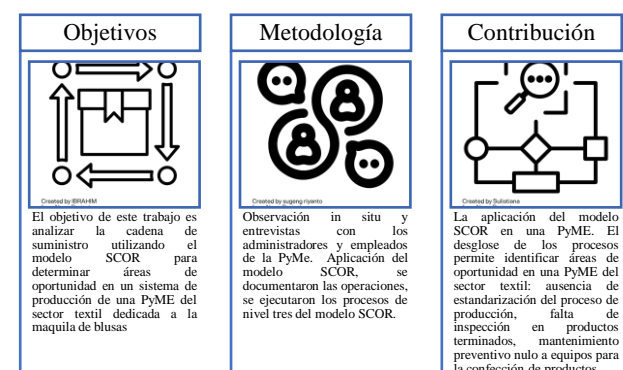 Objetivos
Created by IBRAHIM
El objetivo de este trabajo es
analizar la cadena de
suministro utilizando el
modelo SCOR para
determinar áreas de
oportunidad en un sistema de
producción de una PyME del
sector textil dedicada a la
maquila de blusas
Metodología
Created by yugeng riyanto
Observación in situ y
entrevistas con los
administradores y empleados
de la PyMe. Aplicación del
modelo SCOR, se
documentaron las operaciones,
se ejecutaron los procesos de
nivel tres del modelo SCOR.
Contribución
Created by Sulistiana
La aplicación del modelo
SCOR en una PyME. El
desglose de los procesos
permite identificar áreas de
oportunidad en una PyME del
sector textil: ausencia de
estandarización del proceso de
producción, falta de
inspección en productos
terminados, mantenimiento
preventivo nulo a equipos para
la confección de productos